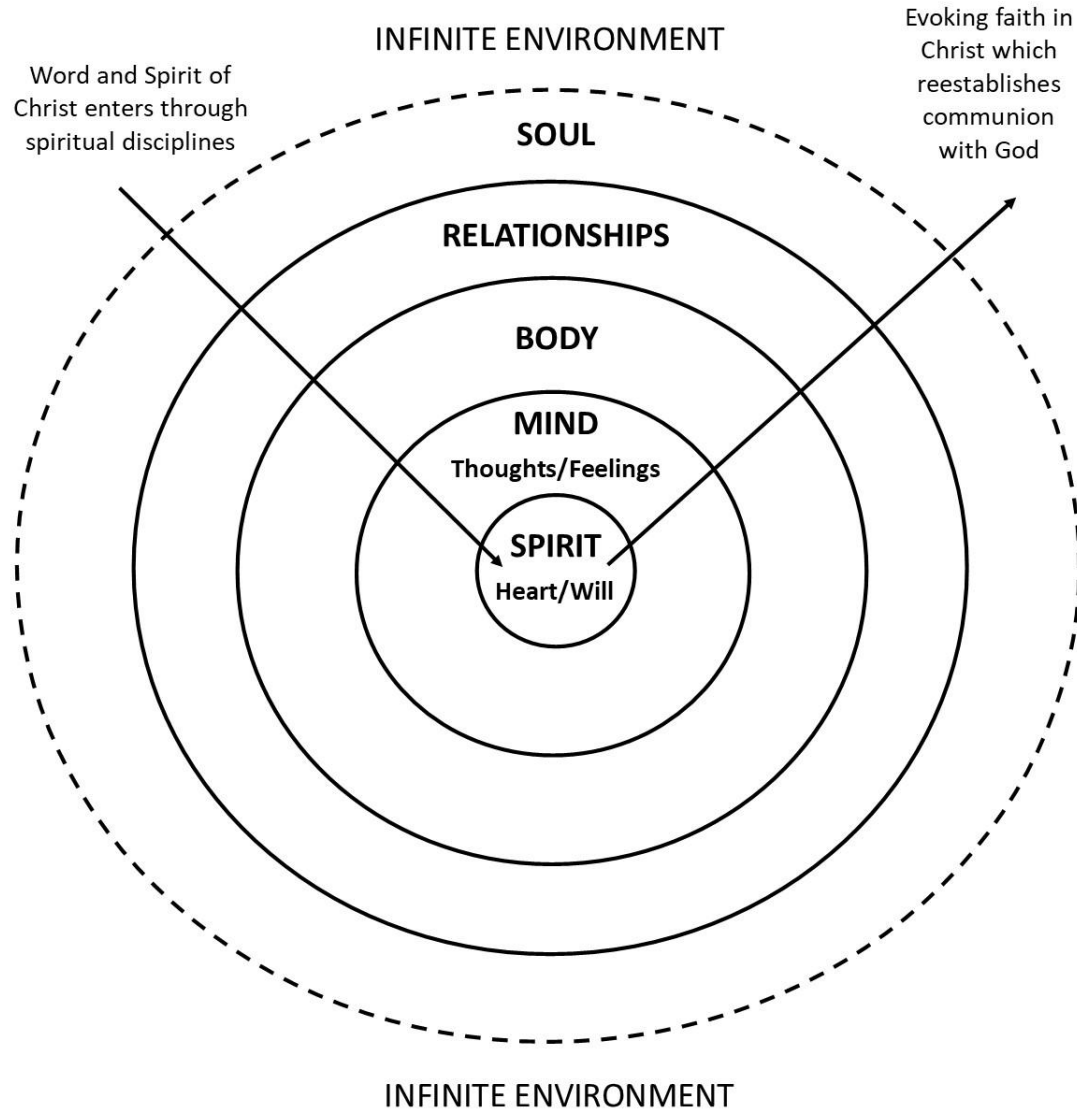 INFINITE ENVIRONMENT
Word and Spirit of
Christ enters through
spiritual disciplines
Evoking faith in
Christ which
reestablishes
communion
with God
SOUL
RELATIONSHIPS
BODY
MIND
Thoughts/Feelings
SPIRIT
Heart/Will
INFINITE ENVIRONMENT